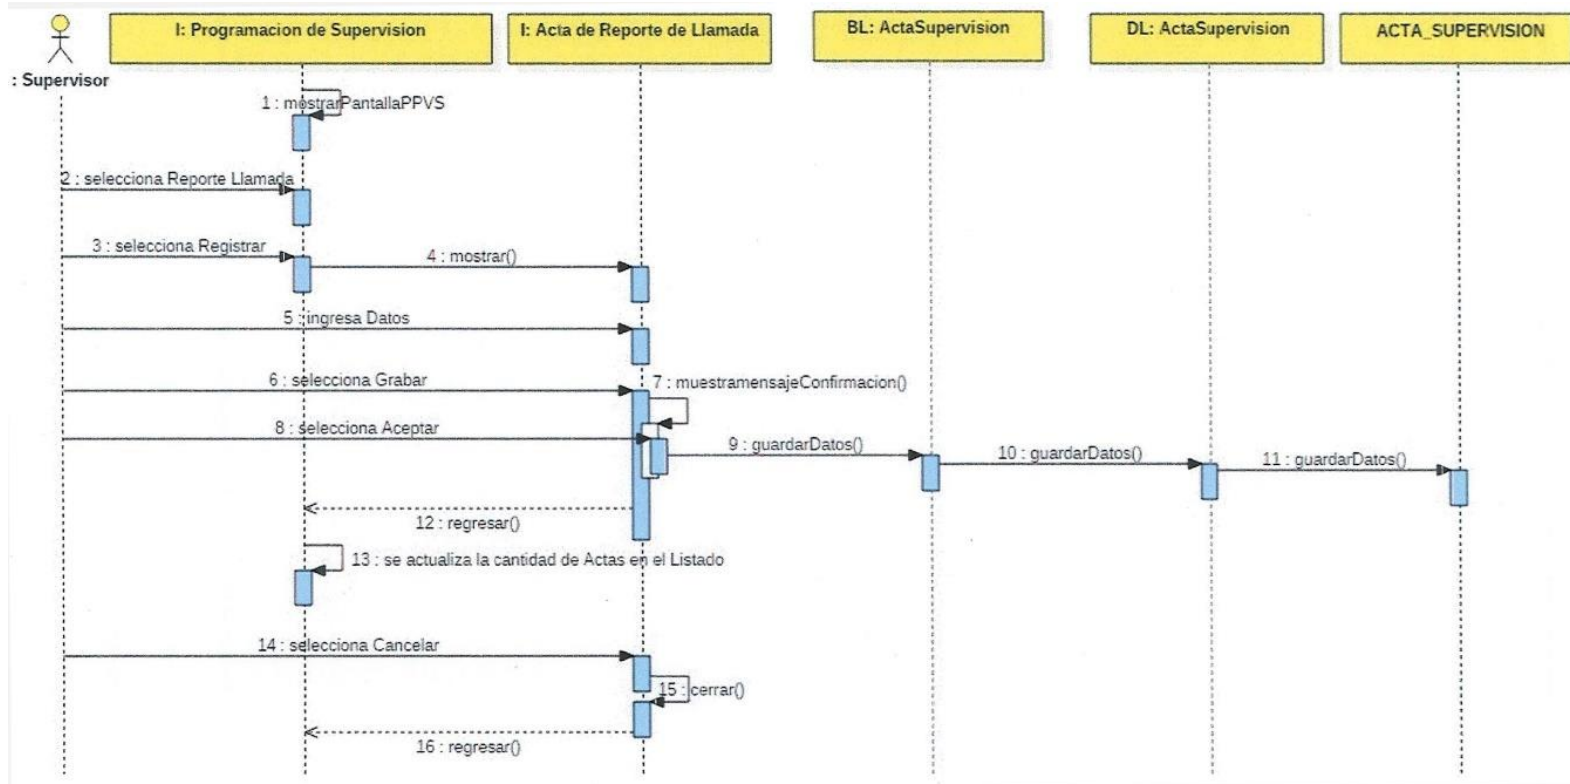 I: Programacion de Supervision
I: Acta de Reporte de Llamada
BL: ActaSupervision
DL: ActaSupervision
ACTA_SUPERVISION
: Supervisor
1 : mostrarPantallaPPVS
2 : selecciona Reporte Llamada
3 : selecciona Registrar
4 : mostrar()
5 : ingresa Datos
6 : selecciona Grabar
7 : muestramensajeConfirmacion()
8 : selecciona Aceptar
9 : guardarDatos()
10 : guardarDatos()
11 : guardarDatos()
12 : regresar()
13 : se actualiza la cantidad de Actas en el Listado
14 : selecciona Cancelar
15 : cerrar()
16 : regresar()